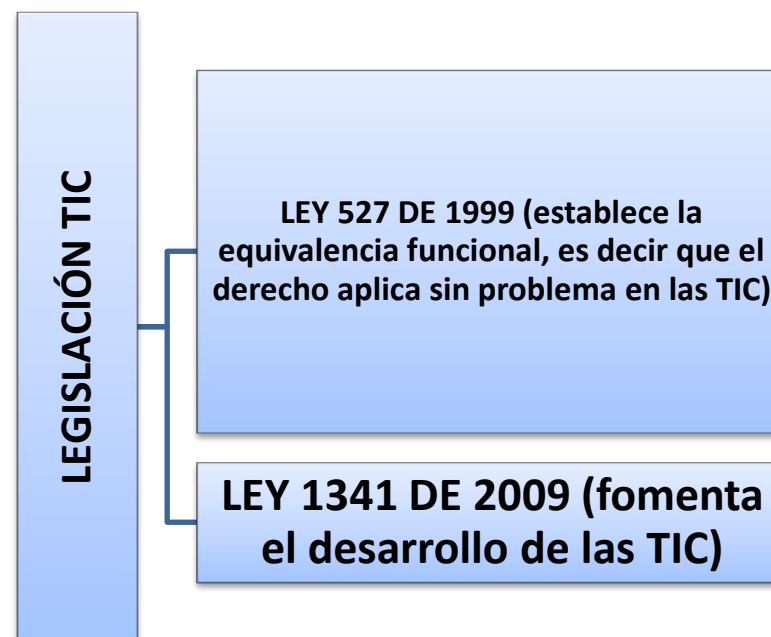 LEGISLACIÓN TIC
LEY 527 DE 1999 (establece la
equivalencia funcional, es decir que el
derecho aplica sin problema en las TIC)
LEY 1341 DE 2009 (fomenta
el desarrollo de las TIC)